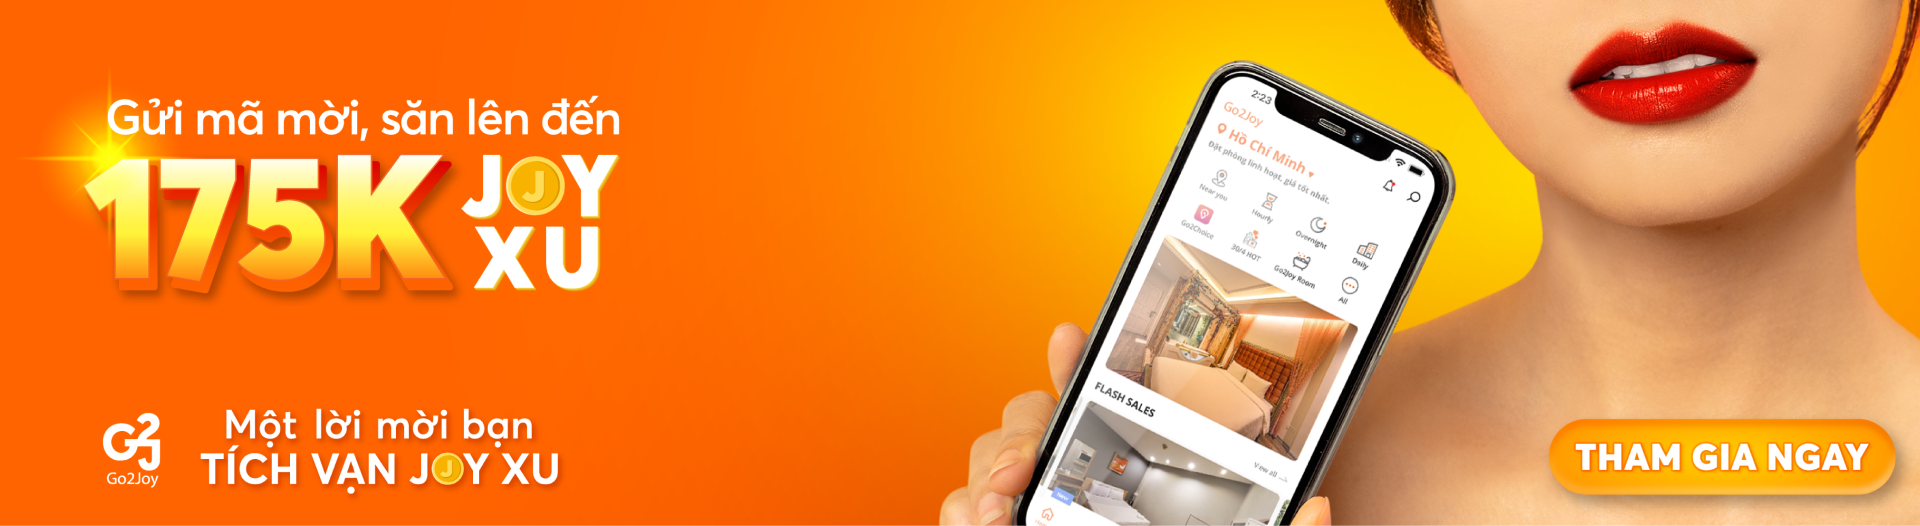 Gửi mã mời, săn lên đến
175K JOY
XU
Go2Joy
Một lời mời bạn
TÍCH VẠN JOY XU
2:23
Go2Joy
Hồ Chí Minh
Đặt phòng linh hoạt, giá tốt nhất.
Near you
Hourly
Overnight
Daily
Go2Choice
30/4 HOT
Go2Joy Room
All
FLASH SALES
View all
THAM GIA NGAY